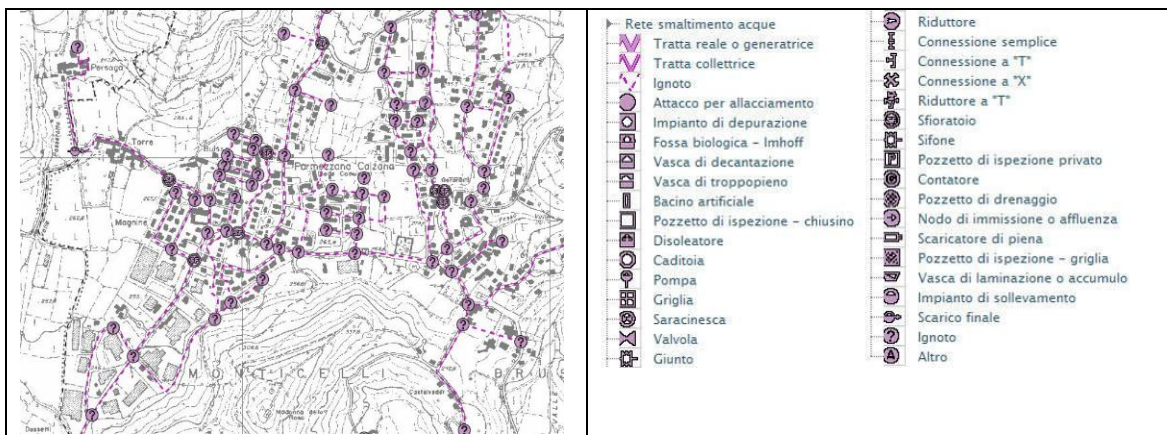 Persaga
Torre
Parmezzana Calzana
Magnine
MONTICELLI BRUS
Rete smaltimento acque
Tratta reale o generatrice
Tratta collettrice
Ignoto
Attacco per allacciamento
Impianto di depurazione
Fossa biologica - Imhoff
Vasca di decantazione
Vasca di troppopieno
Bacino artificiale
Pozzetto di ispezione - chiusino
Disoleatore
Caditoia
Pompa
Griglia
Saracinesca
Valvola
Giunto
Riduttore
Connessione semplice
Connessione a "T"
Connessione a "X"
Riduttore a "T"
Sfioratoio
Sifone
Pozzetto di ispezione privato
Contatore
Pozzetto di drenaggio
Nodo di immissione o affluenza
Scaricatore di piena
Pozzetto di ispezione - griglia
Vasca di laminazione o accumulo
Impianto di sollevamento
Scarico finale
Ignoto
Altro